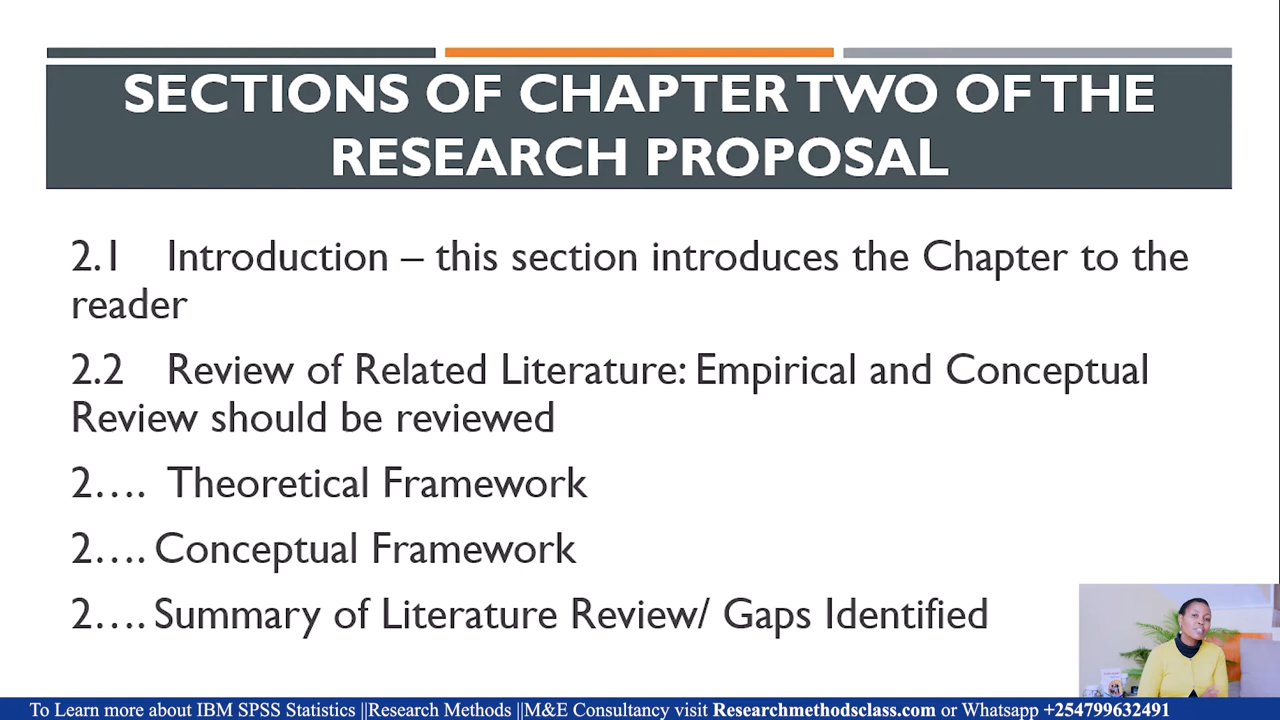 SECTIONS OF CHAPTER TWO OF THE
RESEARCH PROPOSAL
2.1 Introduction – this section introduces the Chapter to the
reader
2.2 Review of Related Literature: Empirical and Conceptual
Review should be reviewed
2…. Theoretical Framework
2…. Conceptual Framework
2…. Summary of Literature Review/ Gaps Identified
To Learn more about IBM SPSS Statistics ||Research Methods ||M&E Consultancy visit Researchmethodsclass.com or Whatsapp +254799632491